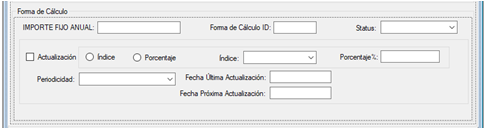 Forma de Cálculo
IMPORTE FIJO ANUAL: Forma de Cálculo ID: Status:
Actualización Índice Porcentaje Índice: Porcentaje%:
Periodicidad: Fecha Última Actualización:
Fecha Próxima Actualización: